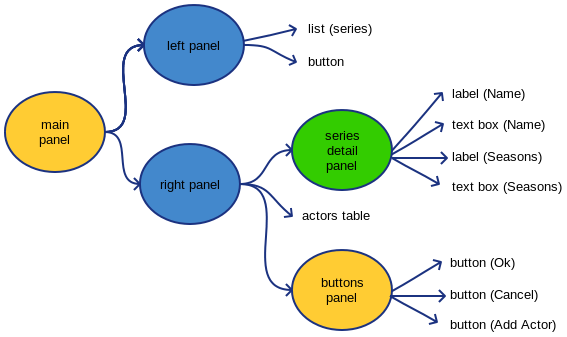 left panel
list (series)
button
main
panel
right panel
series
detail
panel
label (Name)
text box (Name)
label (Seasons)
text box (Seasons)
actors table
buttons
panel
button (Ok)
button (Cancel)
button (Add Actor)